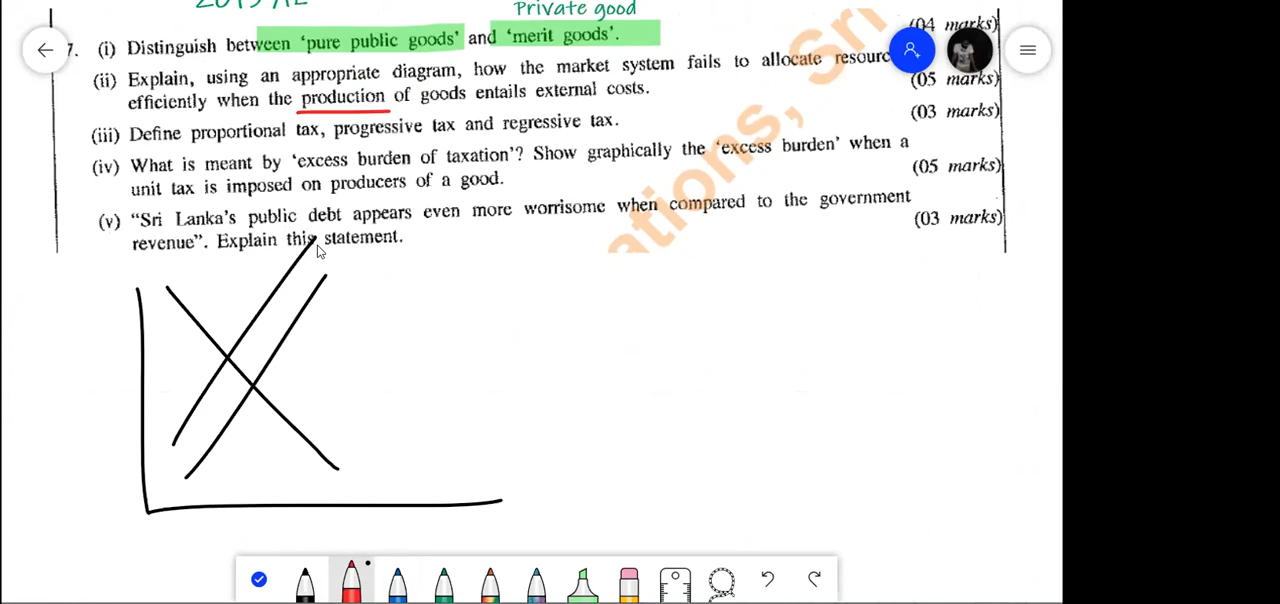 2015 AL
Private good
7. (i) Distinguish between 'pure public goods' and 'merit goods'. (04 marks)
(ii) Explain, using an appropriate diagram, how the market system fails to allocate resourc
efficiently when the production of goods entails external costs. (05 marks)
(iii) Define proportional tax, progressive tax and regressive tax. (03 marks)
(iv) What is meant by 'excess burden of taxation'? Show graphically the 'excess burden' when a
unit tax is imposed on producers of a good. (05 marks)
(v) "Sri Lanka's public debt appears even more worrisome when compared to the government
revenue". Explain this statement. (03 marks)
ations, Sri